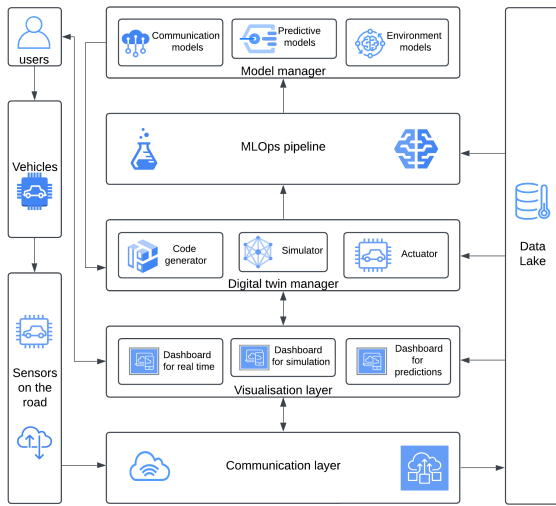 users
Vehicles
Sensors
on the
road
Communication
models
Predictive
models
Environment
models
Model manager
MLOps pipeline
Code
generator
Simulator
Actuator
Digital twin manager
Dashboard
for real time
Dashboard
for simulation
Dashboard
for
predictions
Visualisation layer
Communication layer
Data
Lake